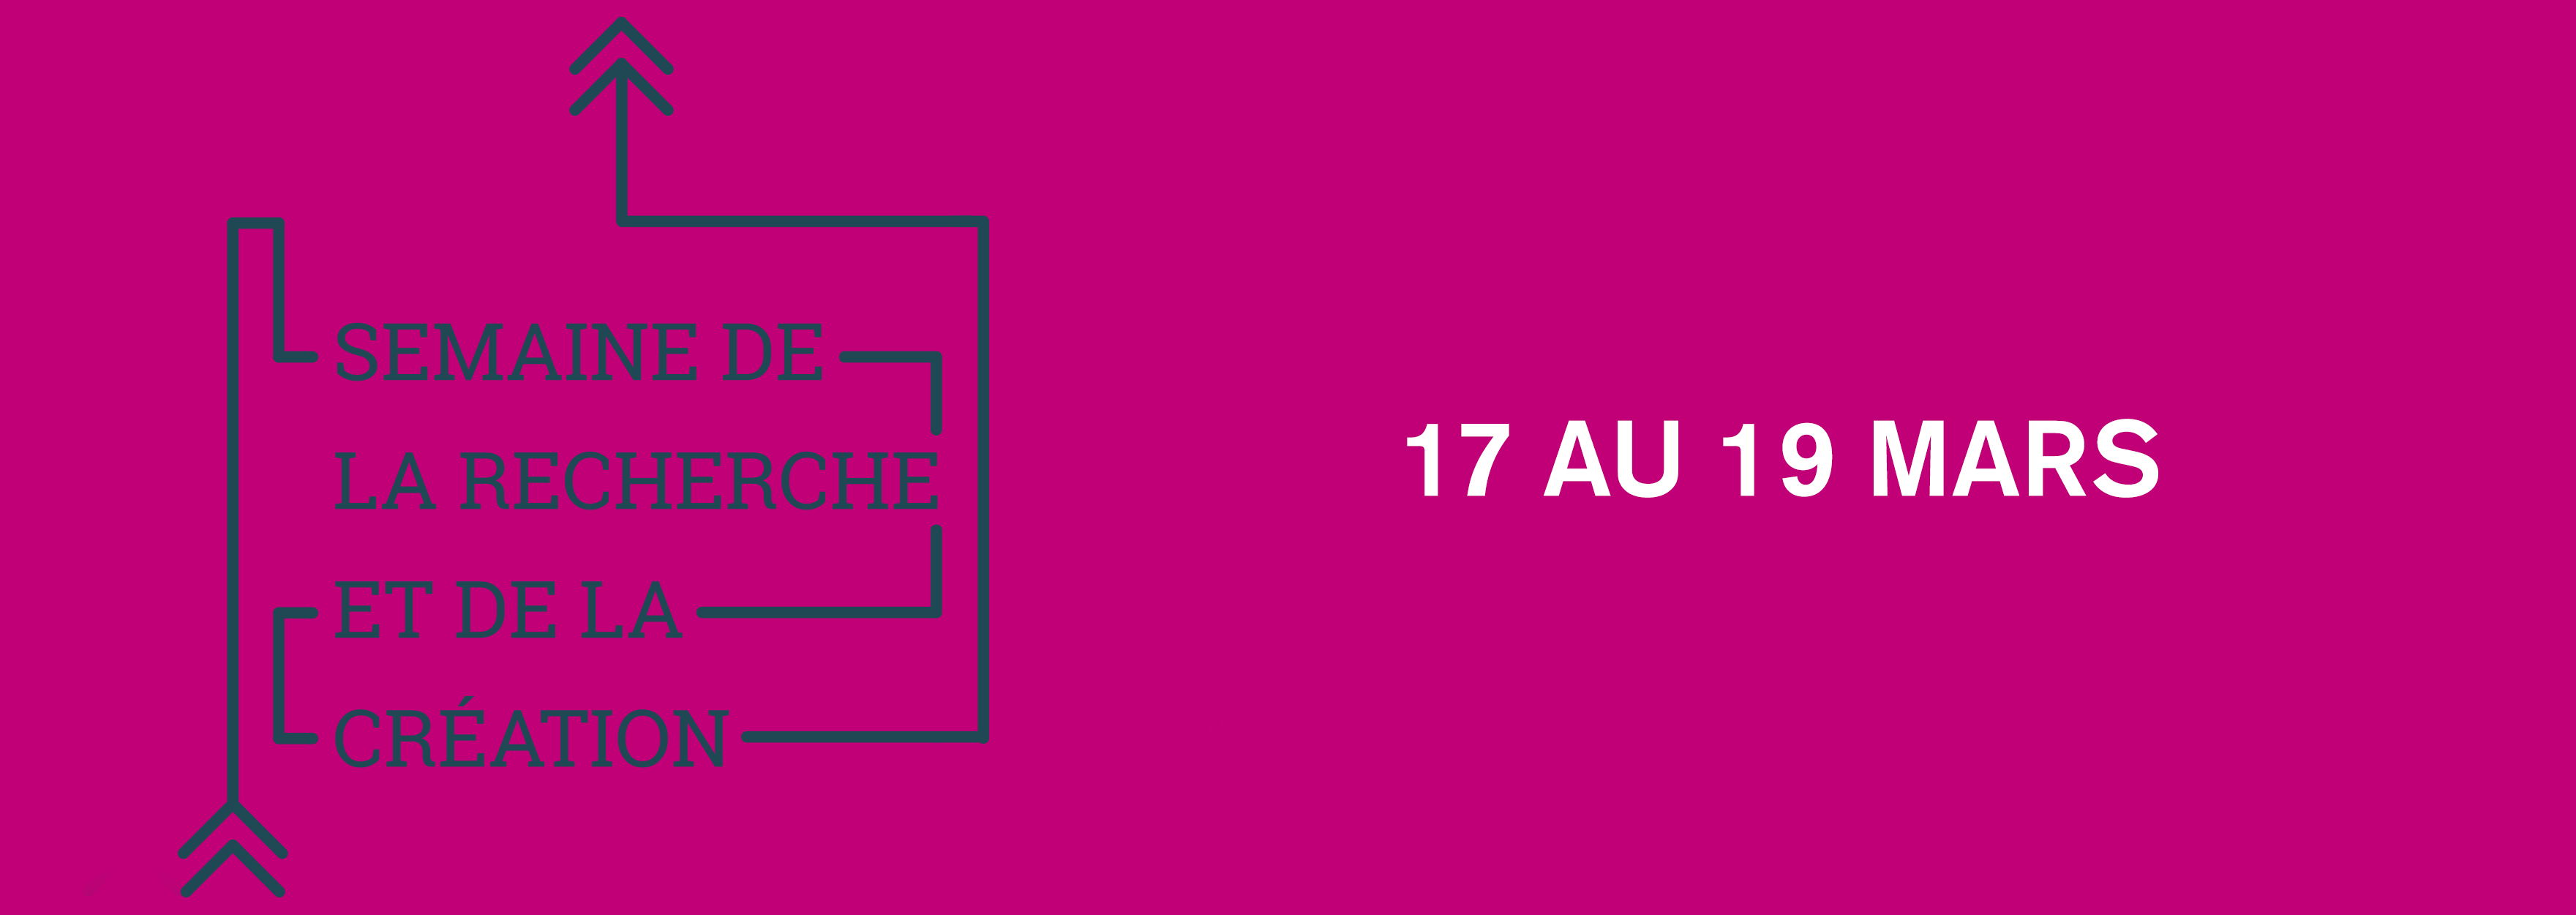 SEMAINE DE
LA RECHERCHE
ET DE LA
CRÉATION
17 AU 19 MARS